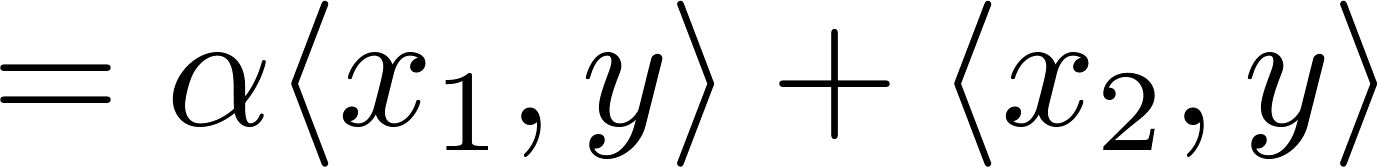 = α⟨x₁, y⟩ + ⟨x₂, y⟩